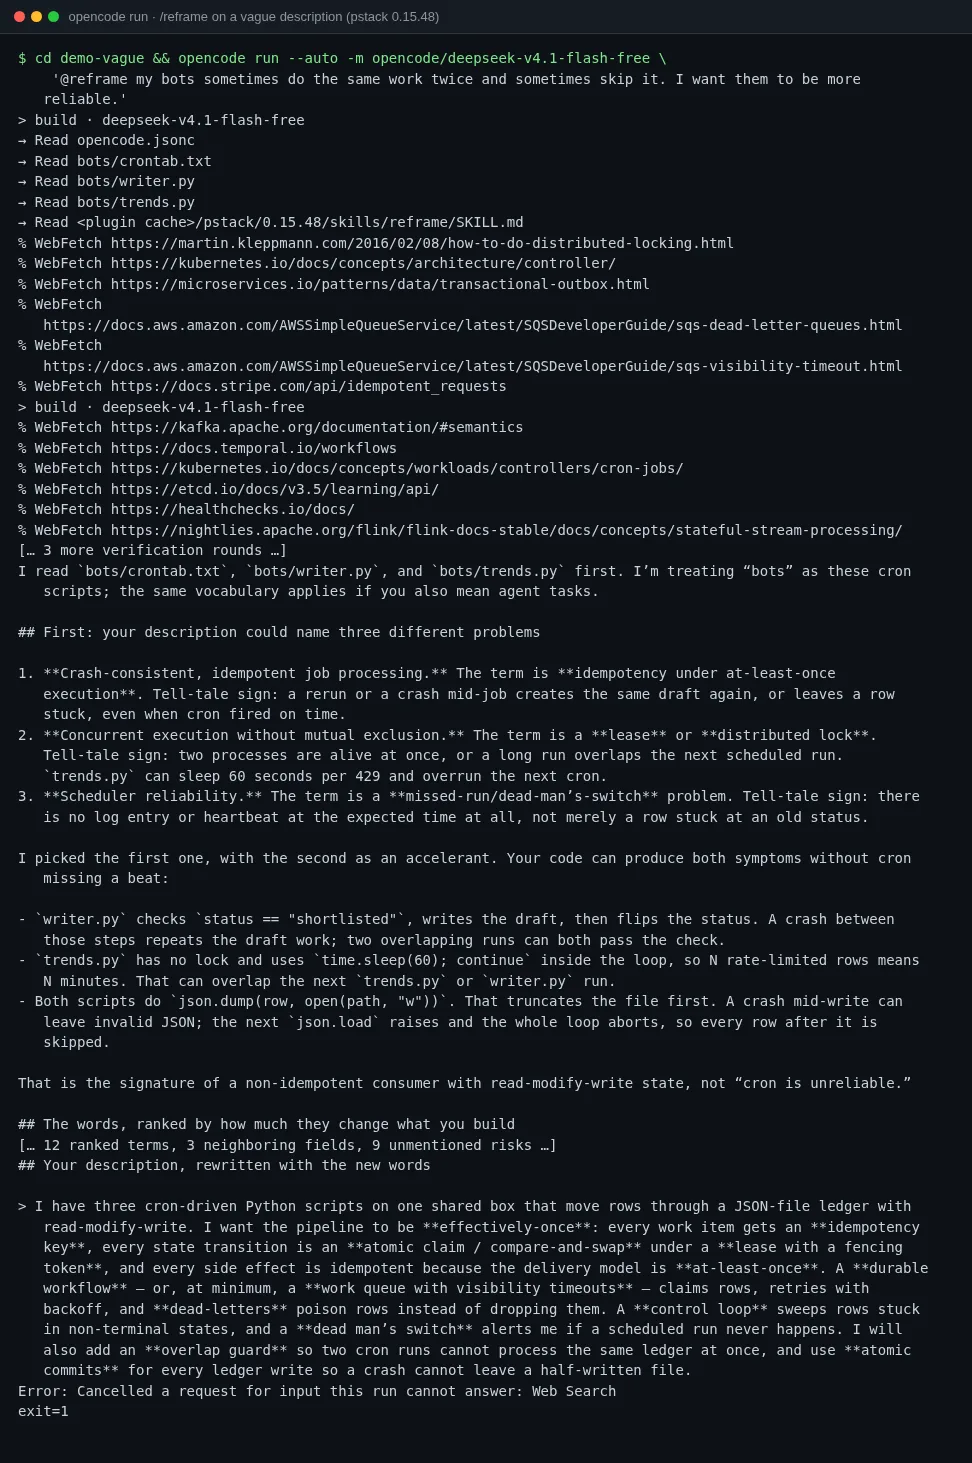 opencode run · /reframe on a vague description (pstack 0.15.48)
$ cd demo-vague && opencode run --auto -m opencode/deepseek-v4.1-flash-free \
'@reframe my bots sometimes do the same work twice and sometimes skip it. I want them to be more
reliable.'
> build · deepseek-v4.1-flash-free
→ Read opencode.jsonc
→ Read bots/crontab.txt
→ Read bots/writer.py
→ Read bots/trends.py
→ Read <plugin cache>/pstack/0.15.48/skills/reframe/SKILL.md
% WebFetch https://martin.kleppmann.com/2016/02/08/how-to-do-distributed-locking.html
% WebFetch https://kubernetes.io/docs/concepts/architecture/controller/
% WebFetch https://microservices.io/patterns/data/transactional-outbox.html
% WebFetch
https://docs.aws.amazon.com/AWSSimpleQueueService/latest/SQSDeveloperGuide/sqs-dead-letter-queues.html
% WebFetch
https://docs.aws.amazon.com/AWSSimpleQueueService/latest/SQSDeveloperGuide/sqs-visibility-timeout.html
% WebFetch https://docs.stripe.com/api/idempotent_requests
> build · deepseek-v4.1-flash-free
% WebFetch https://kafka.apache.org/documentation/#semantics
% WebFetch https://docs.temporal.io/workflows
% WebFetch https://kubernetes.io/docs/concepts/workloads/controllers/cron-jobs/
% WebFetch https://etcd.io/docs/v3.5/learning/api/
% WebFetch https://healthchecks.io/docs/
% WebFetch https://nightlies.apache.org/flink/flink-docs-stable/docs/concepts/stateful-stream-processing/
[… 3 more verification rounds …]
I read `bots/crontab.txt`, `bots/writer.py`, and `bots/trends.py` first. I’m treating “bots” as these cron
scripts; the same vocabulary applies if you also mean agent tasks.
## First: your description could name three different problems
1. **Crash-consistent, idempotent job processing.** The term is **idempotency under at-least-once
execution**. Tell-tale sign: a rerun or a crash mid-job creates the same draft again, or leaves a row
stuck, even when cron fired on time.
2. **Concurrent execution without mutual exclusion.** The term is a **lease** or **distributed lock**.
Tell-tale sign: two processes are alive at once, or a long run overlaps the next scheduled run.
`trends.py` can sleep 60 seconds per 429 and overrun the next cron.
3. **Scheduler reliability.** The term is a **missed-run/dead-man’s-switch** problem. Tell-tale sign: there
is no log entry or heartbeat at the expected time at all, not merely a row stuck at an old status.
I picked the first one, with the second as an accelerant. Your code can produce both symptoms without cron
missing a beat:
- `writer.py` checks `status == "shortlisted"`, writes the draft, then flips the status. A crash between
those steps repeats the draft work; two overlapping runs can both pass the check.
- `trends.py` has no lock and uses `time.sleep(60); continue` inside the loop, so N rate-limited rows means
N minutes. That can overlap the next `trends.py` or `writer.py` run.
- Both scripts do `json.dump(row, open(path, "w"))`. That truncates the file first. A crash mid-write can
leave invalid JSON; the next `json.load` raises and the whole loop aborts, so every row after it is
skipped.
That is the signature of a non-idempotent consumer with read-modify-write state, not “cron is unreliable.”
## The words, ranked by how much they change what you build
[… 12 ranked terms, 3 neighboring fields, 9 unmentioned risks …]
## Your description, rewritten with the new words
> I have three cron-driven Python scripts on one shared box that move rows through a JSON-file ledger with
read-modify-write. I want the pipeline to be **effectively-once**: every work item gets an **idempotency
key**, every state transition is an **atomic claim / compare-and-swap** under a **lease with a fencing
token**, and every side effect is idempotent because the delivery model is **at-least-once**. A **durable
workflow** — or, at minimum, a **work queue with visibility timeouts** — claims rows, retries with
backoff, and **dead-letters** poison rows instead of dropping them. A **control loop** sweeps rows stuck
in non-terminal states, and a **dead man’s switch** alerts me if a scheduled run never happens. I will
also add an **overlap guard** so two cron runs cannot process the same ledger at once, and use **atomic
commits** for every ledger write so a crash cannot leave a half-written file.
Error: Cancelled a request for input this run cannot answer: Web Search
exit=1